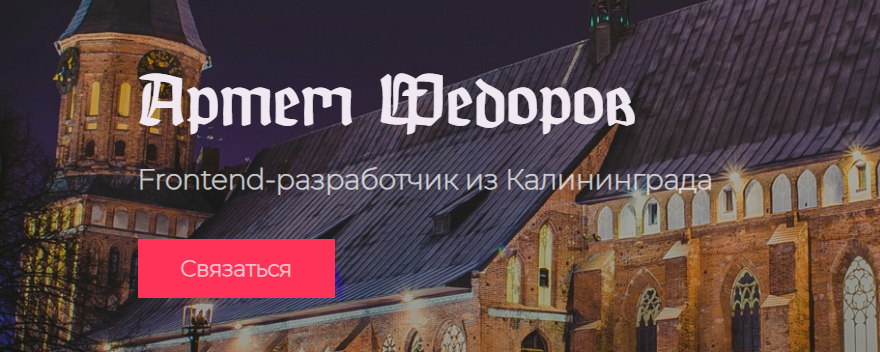 Артем Федоров
Frontend-разработчик из Калининграда
Связаться